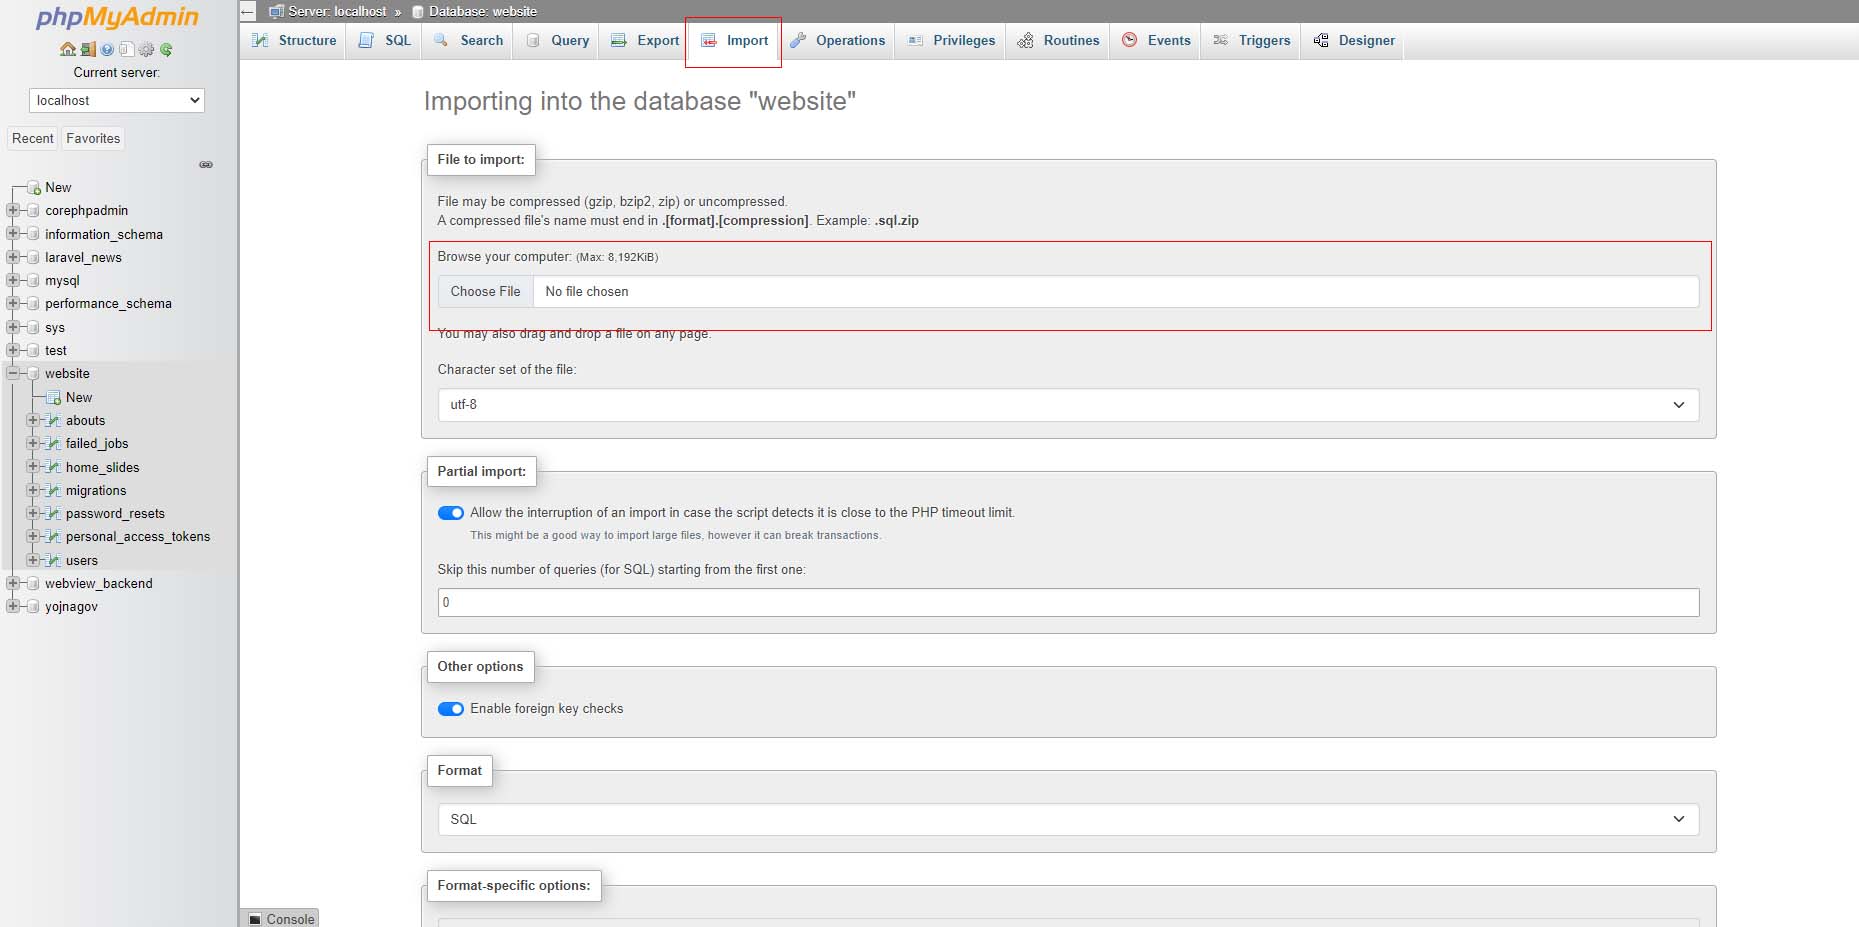 phpMyAdmin
Current server:
localhost
Recent
Favorites
New
corephpadmin
information_schema
laravel_news
mysql
performance_schema
sys
test
website
New
abouts
failed_jobs
home_slides
migrations
password_resets
personal_access_tokens
users
webview_backend
yojnagov
Server: localhost » Database: website
Structure SQL Search Query Export Import Operations Privileges Routines Events Triggers Designer
Importing into the database "website"
File to import:
File may be compressed (gzip, bzip2, zip) or uncompressed.
A compressed file's name must end in .[format].[compression]. Example: .sql.zip
Browse your computer: (Max: 8,192KiB)
Choose File No file chosen
You may also drag and drop a file on any page.
Character set of the file:
utf-8
Partial import:
Allow the interruption of an import in case the script detects it is close to the PHP timeout limit.
This might be a good way to import large files, however it can break transactions.
Skip this number of queries (for SQL) starting from the first one:
0
Other options
Enable foreign key checks
Format
SQL
Format-specific options:
Console